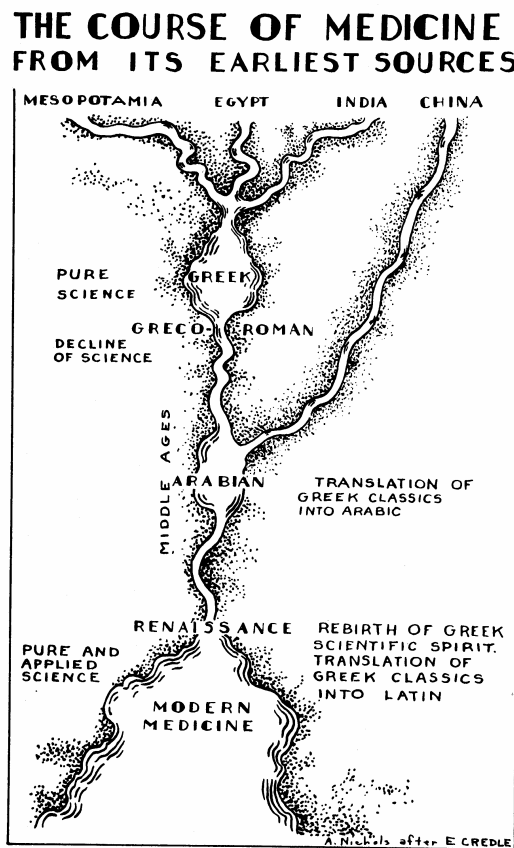 THE COURSE OF MEDICINE
FROM ITS EARLIEST SOURCES
MESOPOTAMIA EGYPT INDIA CHINA
GREEK
PURE
SCIENCE
GRECO-ROMAN
DECLINE
OF SCIENCE
MIDDLE AGES
ARABIAN
TRANSLATION OF
GREEK CLASSICS
INTO ARABIC
RENAISSANCE
REBIRTH OF GREEK
SCIENTIFIC SPIRIT.
TRANSLATION OF
GREEK CLASSICS
INTO LATIN
PURE AND
APPLIED
SCIENCE
MODERN
MEDICINE
A. Nichols after E CREDLE